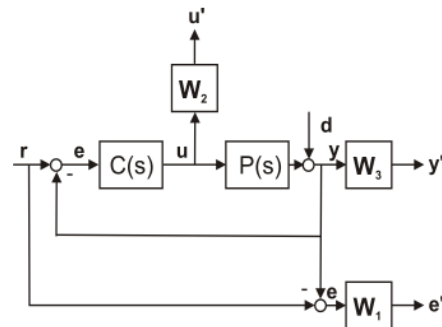 u'
W₂
d
r
e
C(s)
u
P(s)
y
W₃
y'
-
-
e
W₁
e'